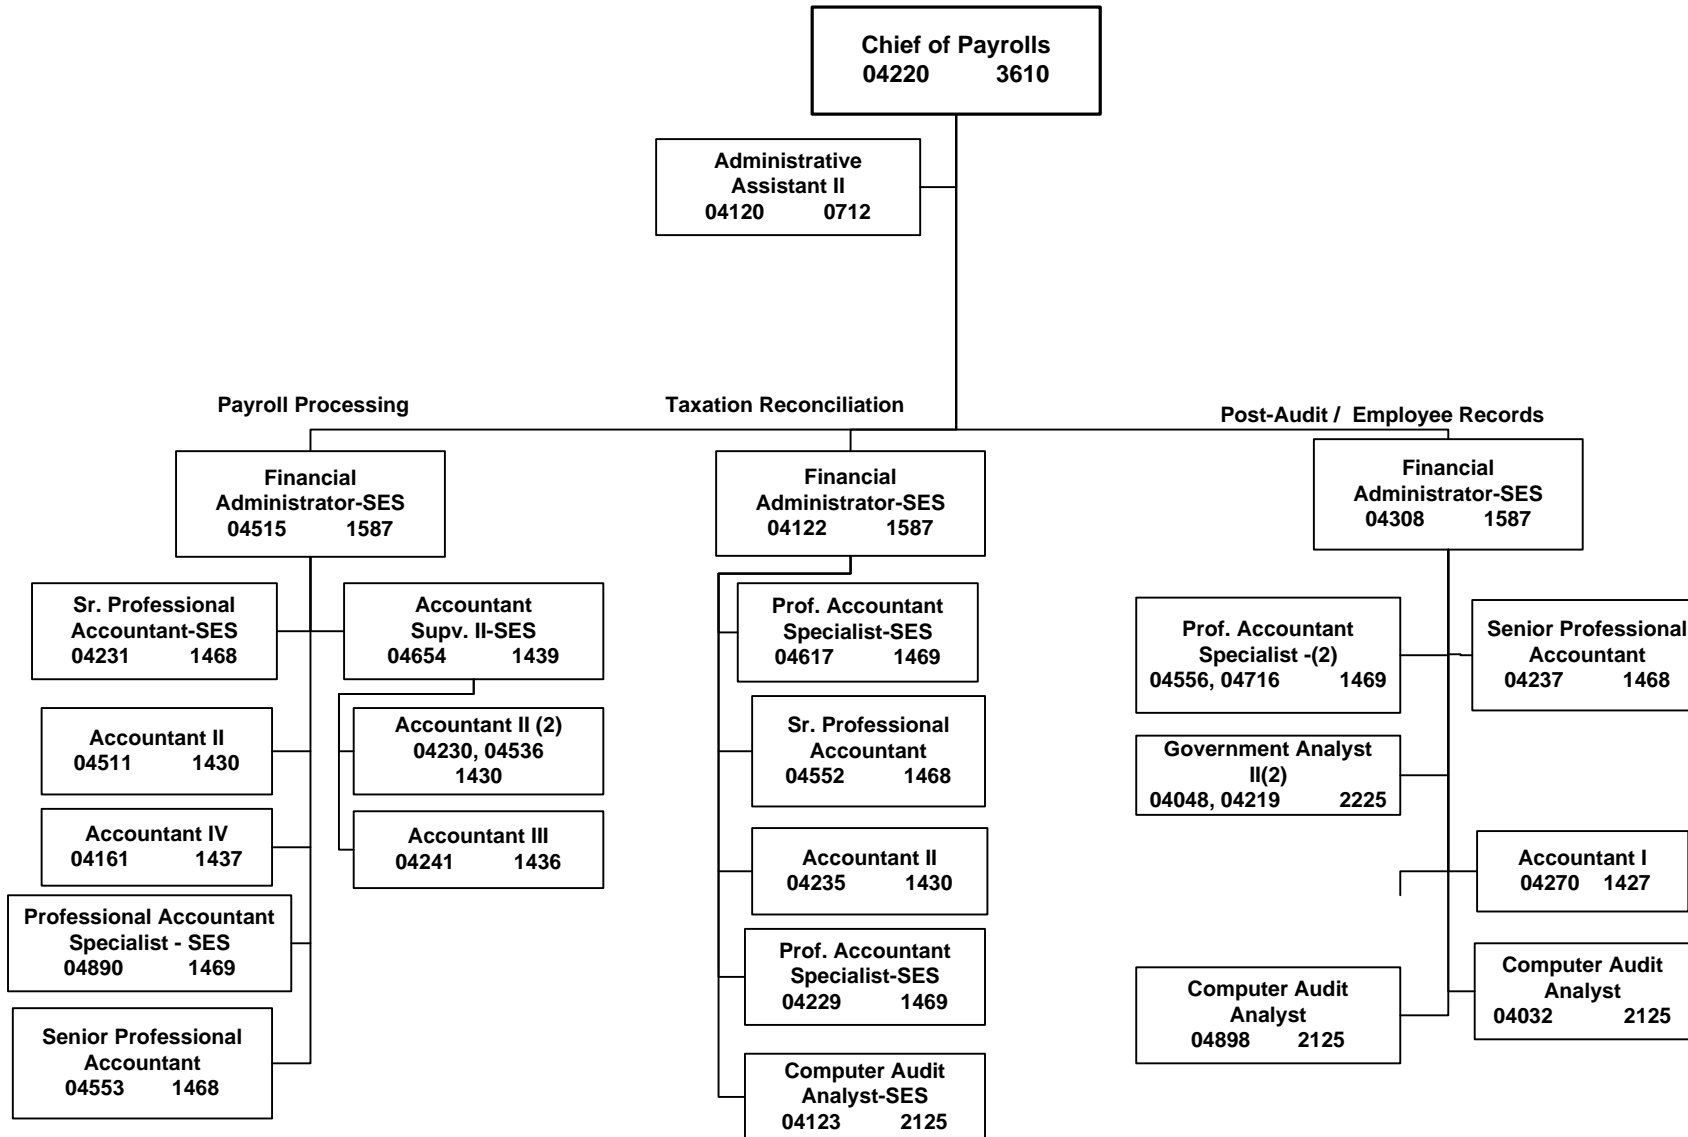 Chief of Payrolls
04220 3610
Administrative
Assistant II
04120 0712
Payroll Processing
Taxation Reconciliation
Post-Audit / Employee Records
Financial
Administrator-SES
04515 1587
Sr. Professional
Accountant-SES
04231 1468
Accountant
Supv. II-SES
04654 1439
Accountant II
04511 1430
Accountant II (2)
04230, 04536
1430
Accountant IV
04161 1437
Accountant III
04241 1436
Professional Accountant
Specialist - SES
04890 1469
Senior Professional
Accountant
04553 1468
Financial
Administrator-SES
04122 1587
Prof. Accountant
Specialist-SES
04617 1469
Sr. Professional
Accountant
04552 1468
Accountant II
04235 1430
Prof. Accountant
Specialist-SES
04229 1469
Computer Audit
Analyst-SES
04123 2125
Financial
Administrator-SES
04308 1587
Prof. Accountant
Specialist -(2)
04556, 04716 1469
Senior Professional
Accountant
04237 1468
Government Analyst
II(2)
04048, 04219 2225
Accountant I
04270 1427
Computer Audit
Analyst
04898 2125
Computer Audit
Analyst
04032 2125